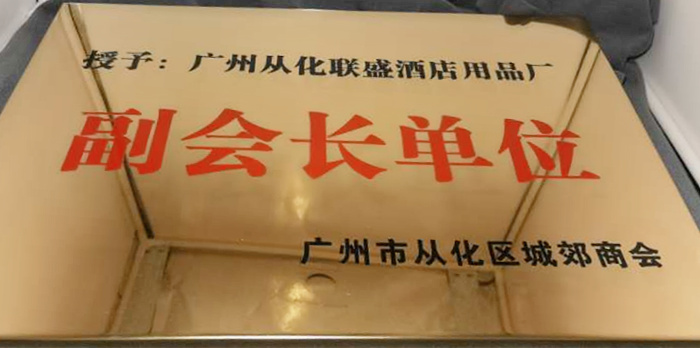 授予：广州从化联盛酒店用品厂
副会长单位
广州市从化区城郊商会